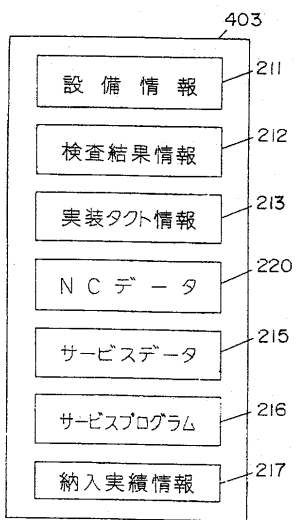 403
設備情報 211
検査結果情報 212
実装タクト情報 213
NCデータ 220
サービスデータ 215
サービスプログラム 216
納入実績情報 217